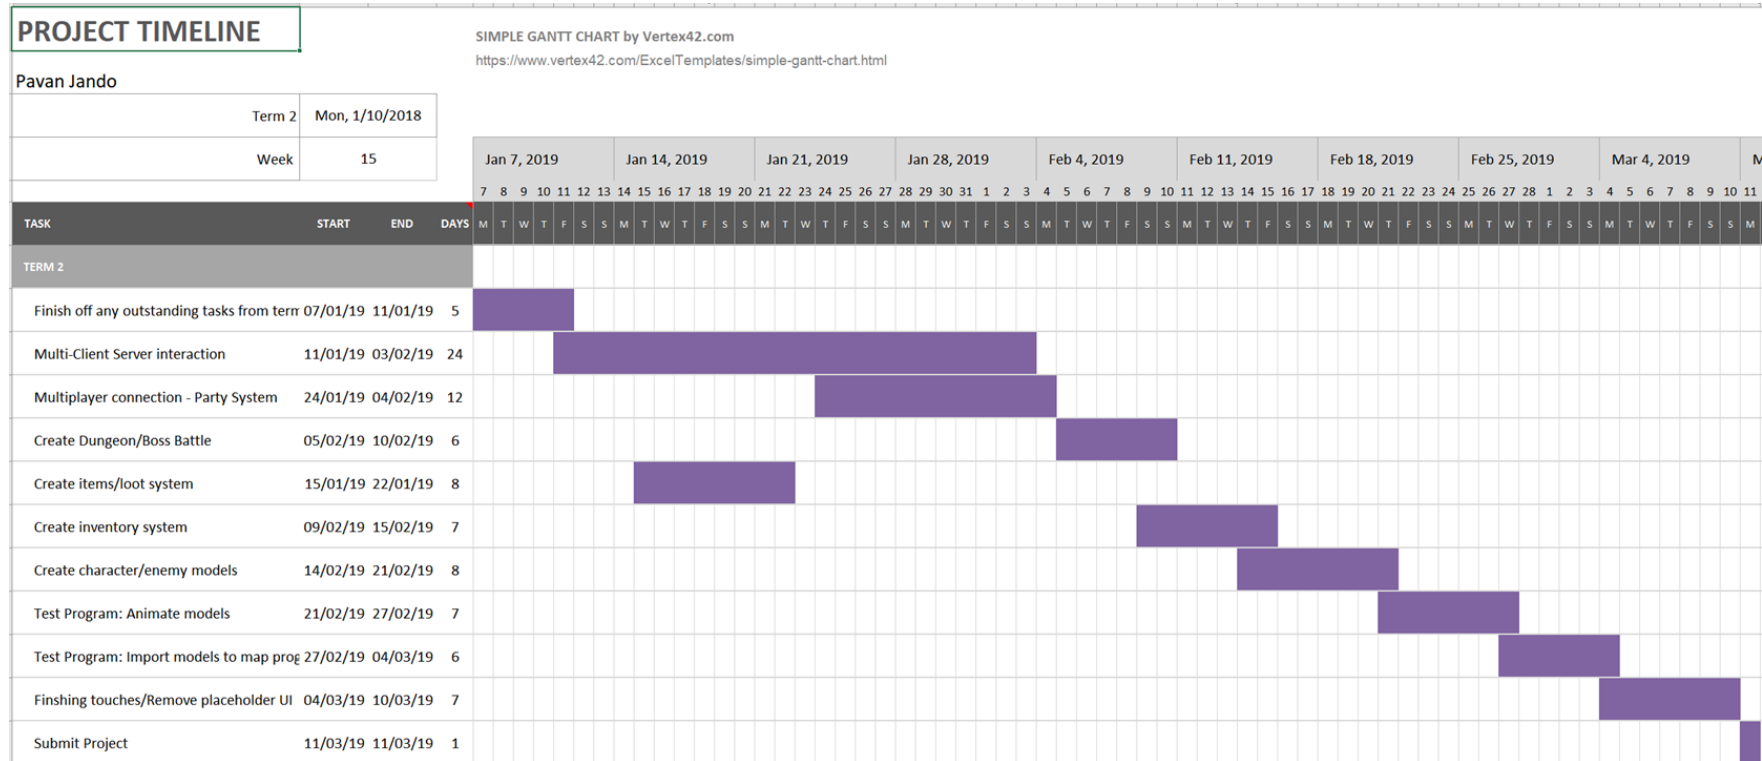 PROJECT TIMELINE
SIMPLE GANTT CHART by Vertex42.com
https://www.vertex42.com/ExcelTemplates/simple-gantt-chart.html
Pavan Jando
Term 2 Mon, 1/10/2018
Week 15
Jan 7, 2019 Jan 14, 2019 Jan 21, 2019 Jan 28, 2019 Feb 4, 2019 Feb 11, 2019 Feb 18, 2019 Feb 25, 2019 Mar 4, 2019 M
7 8 9 10 11 12 13 14 15 16 17 18 19 20 21 22 23 24 25 26 27 28 29 30 31 1 2 3 4 5 6 7 8 9 10 11 12 13 14 15 16 17 18 19 20 21 22 23 24 25 26 27 28 1 2 3 4 5 6 7 8 9 10 11
TASK START END DAYS M T W T F S S M T W T F S S M T W T F S S M T W T F S S M T W T F S S M T W T F S S M T W T F S S M T W T F S S M T W T F S S M
TERM 2
Finish off any outstanding tasks from term 07/01/19 11/01/19 5
Multi-Client Server interaction 11/01/19 03/02/19 24
Multiplayer connection - Party System 24/01/19 04/02/19 12
Create Dungeon/Boss Battle 05/02/19 10/02/19 6
Create items/loot system 15/01/19 22/01/19 8
Create inventory system 09/02/19 15/02/19 7
Create character/enemy models 14/02/19 21/02/19 8
Test Program: Animate models 21/02/19 27/02/19 7
Test Program: Import models to map prog 27/02/19 04/03/19 6
Finshing touches/Remove placeholder UI 04/03/19 10/03/19 7
Submit Project 11/03/19 11/03/19 1